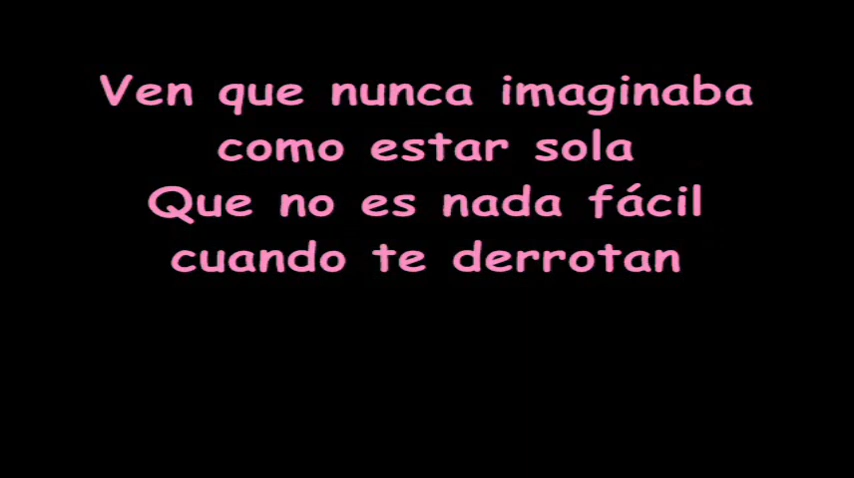 Ven que nunca imaginaba
como estar sola
Que no es nada fácil
cuando te derrotan